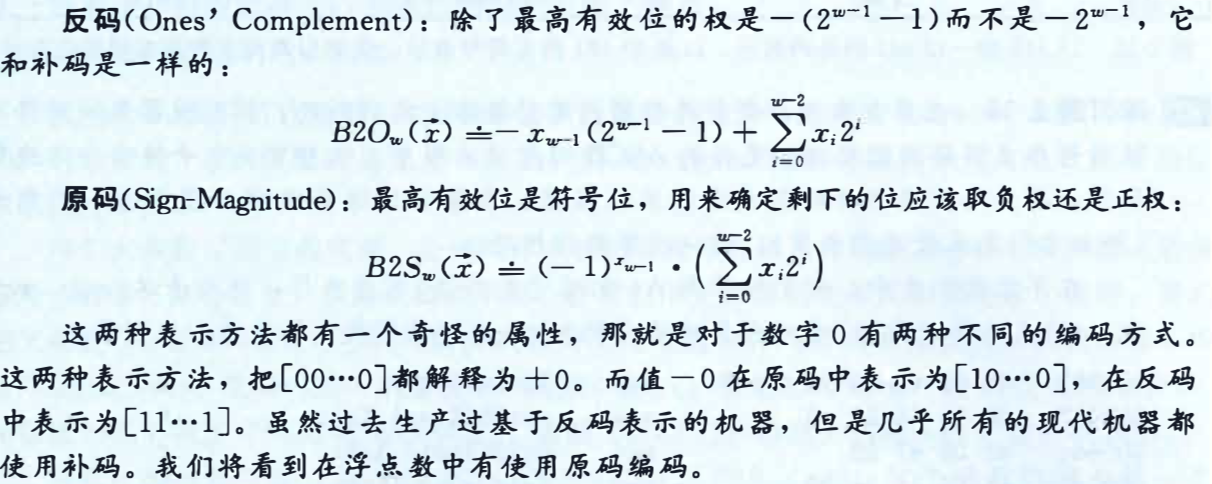 反码(Ones' Complement)：除了最高有效位的权是－(2^{w-1}－1)而不是－2^{w-1}，它
和补码是一样的：
B2O_w(\vec{x}) ≐ －x_{w-1}(2^{w-1}－1) + \sum_{i=0}^{w-2} x_i 2^i
原码(Sign-Magnitude)：最高有效位是符号位，用来确定剩下的位应该取负权还是正权：
B2S_w(\vec{x}) ≐ (－1)^{x_{w-1}} · (\sum_{i=0}^{w-2} x_i 2^i)
这两种表示方法都有一个奇怪的属性，那就是对于数字 0 有两种不同的编码方式。
这两种表示方法，把[00…0]都解释为＋0。而值－0 在原码中表示为[10…0]，在反码
中表示为[11…1]。虽然过去生产过基于反码表示的机器，但是几乎所有的现代机器都
使用补码。我们将看到在浮点数中有使用原码编码。